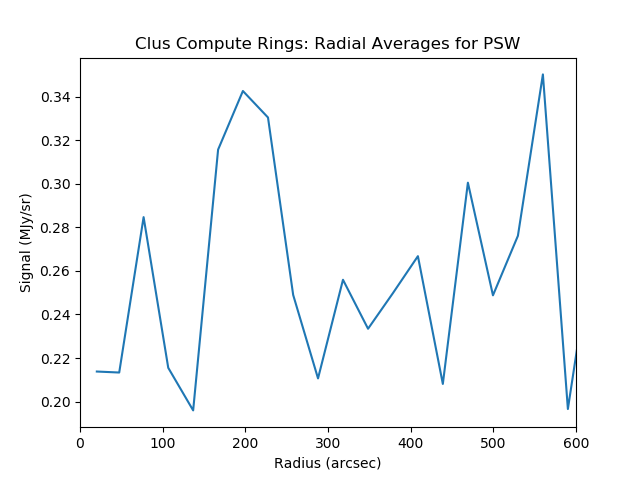 Clus Compute Rings: Radial Averages for PSW
Signal (MJy/sr)
0.34
0.32
0.30
0.28
0.26
0.24
0.22
0.20
0 100 200 300 400 500 600
Radius (arcsec)